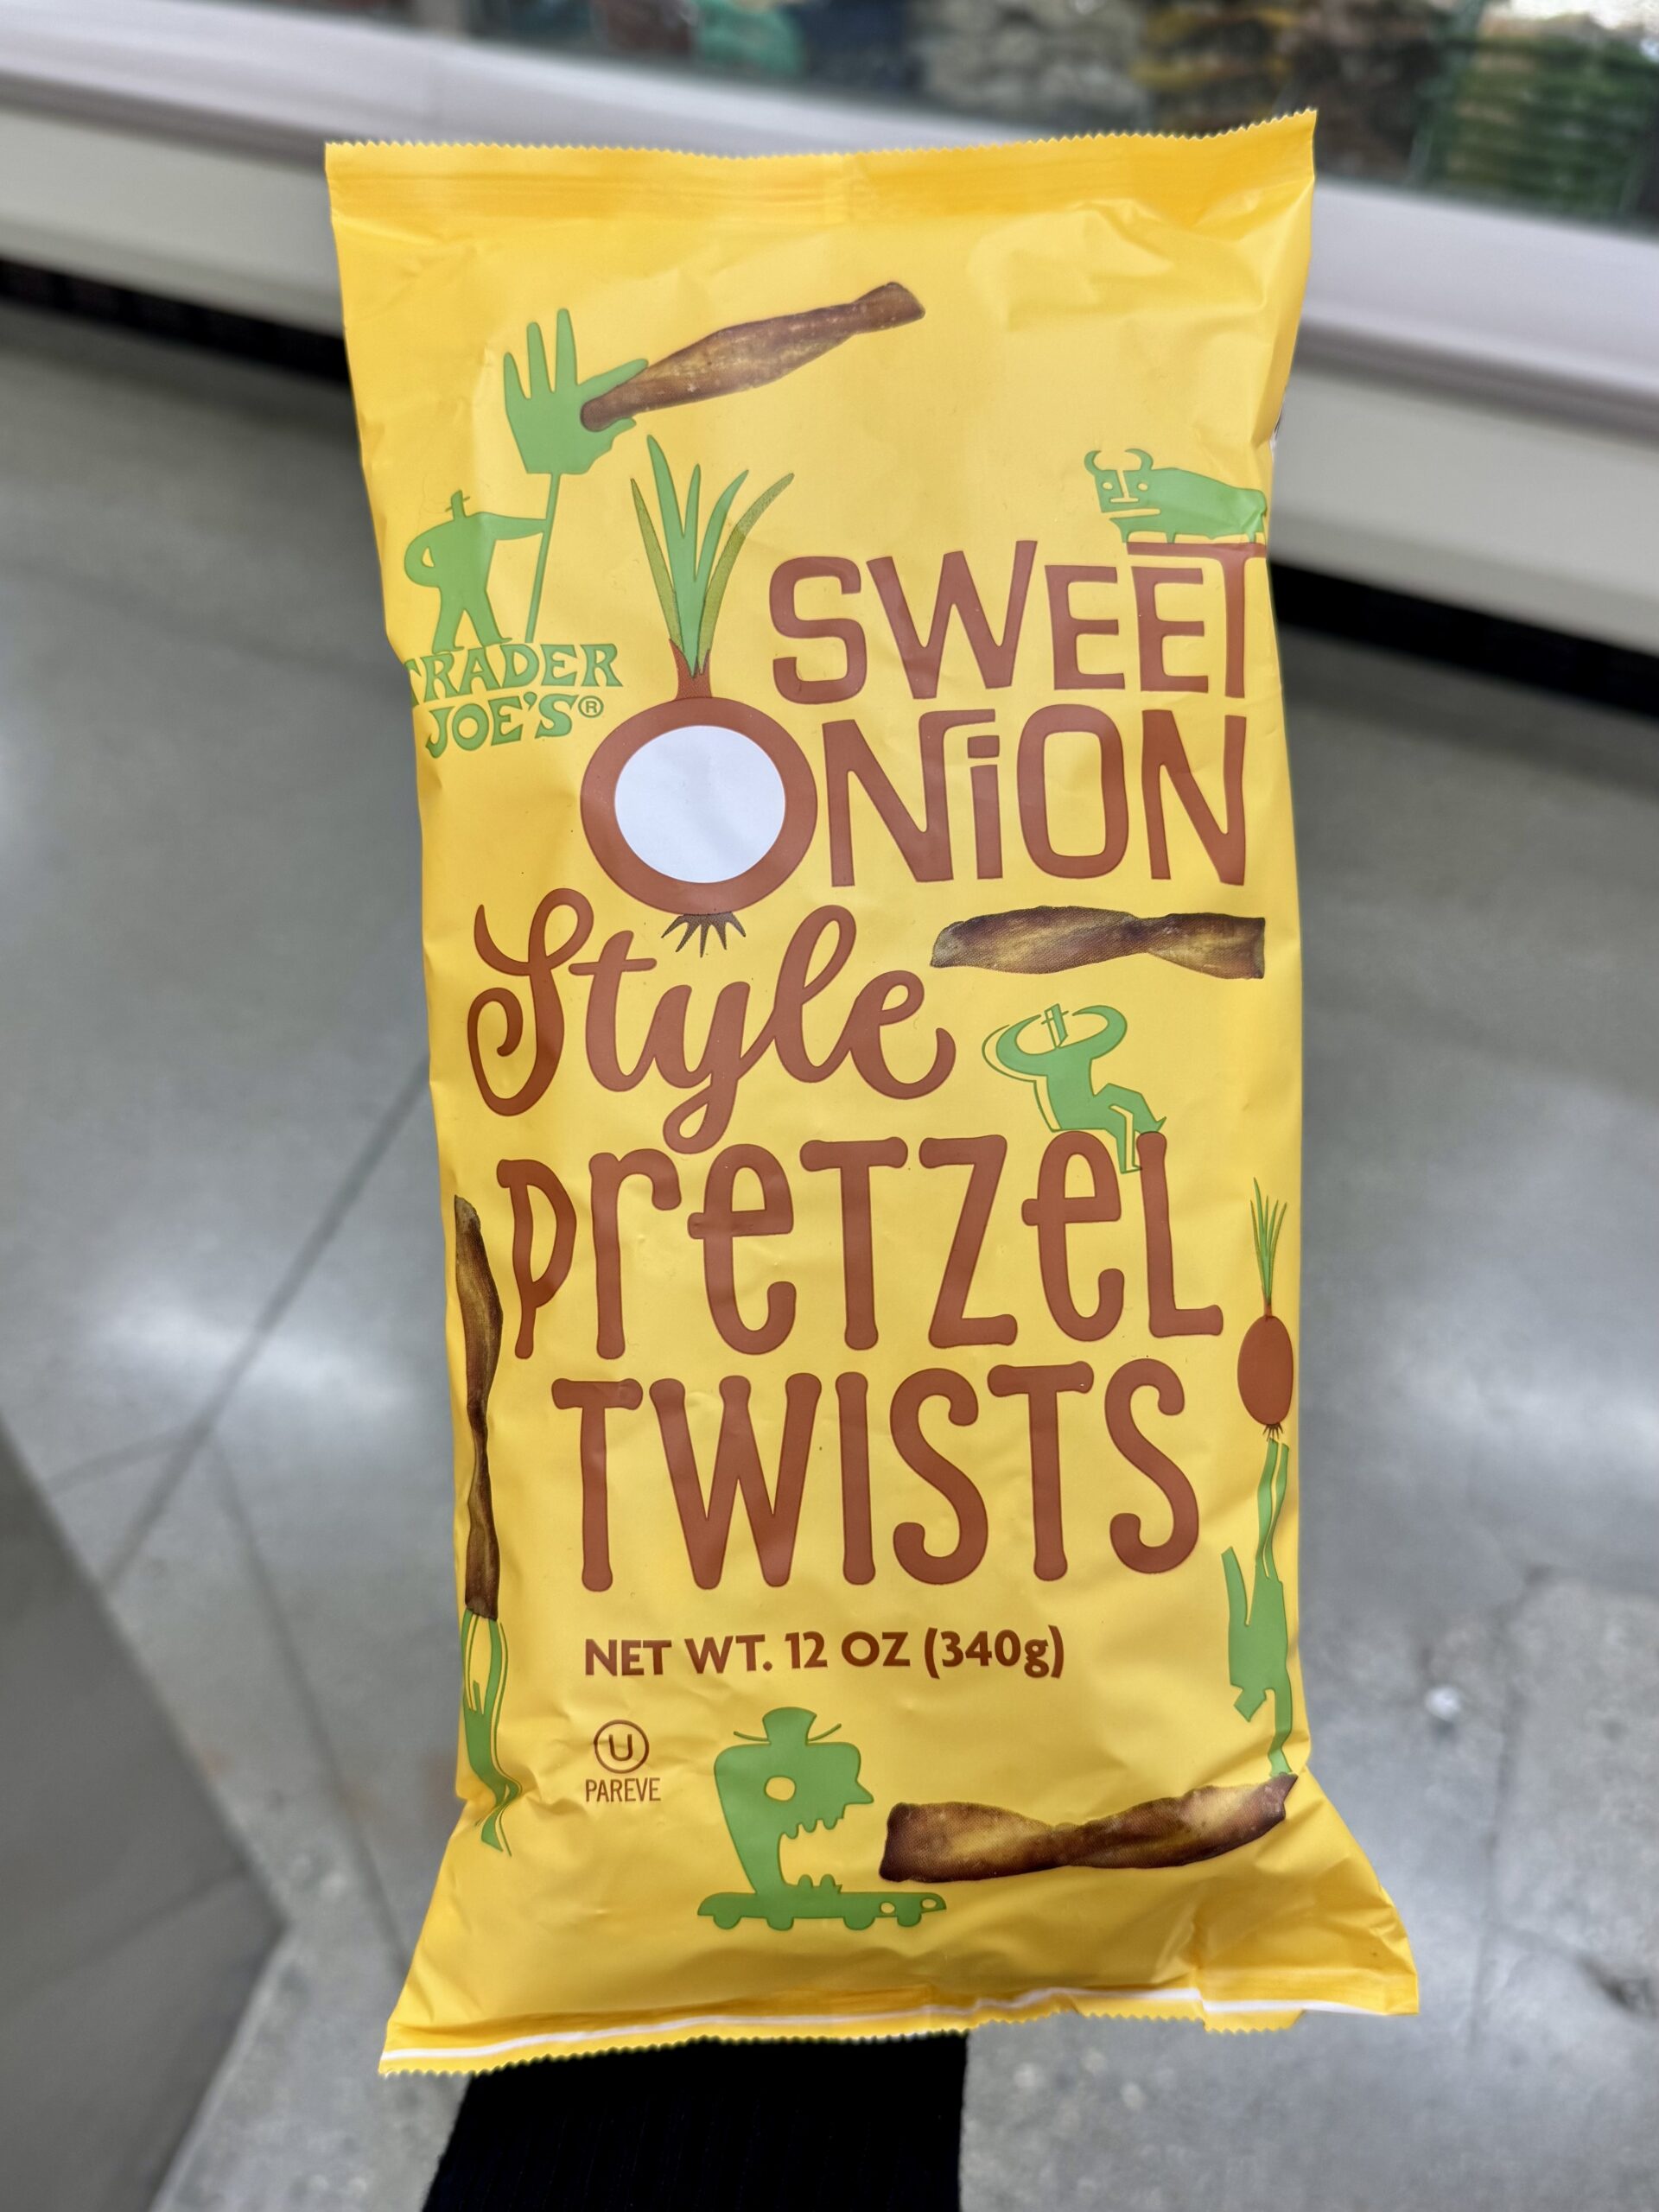 TRADER
JOE'S®
SWEET
ONION
Style
PRETZEL
TWISTS
NET WT. 12 OZ (340g)
U
PAREVE